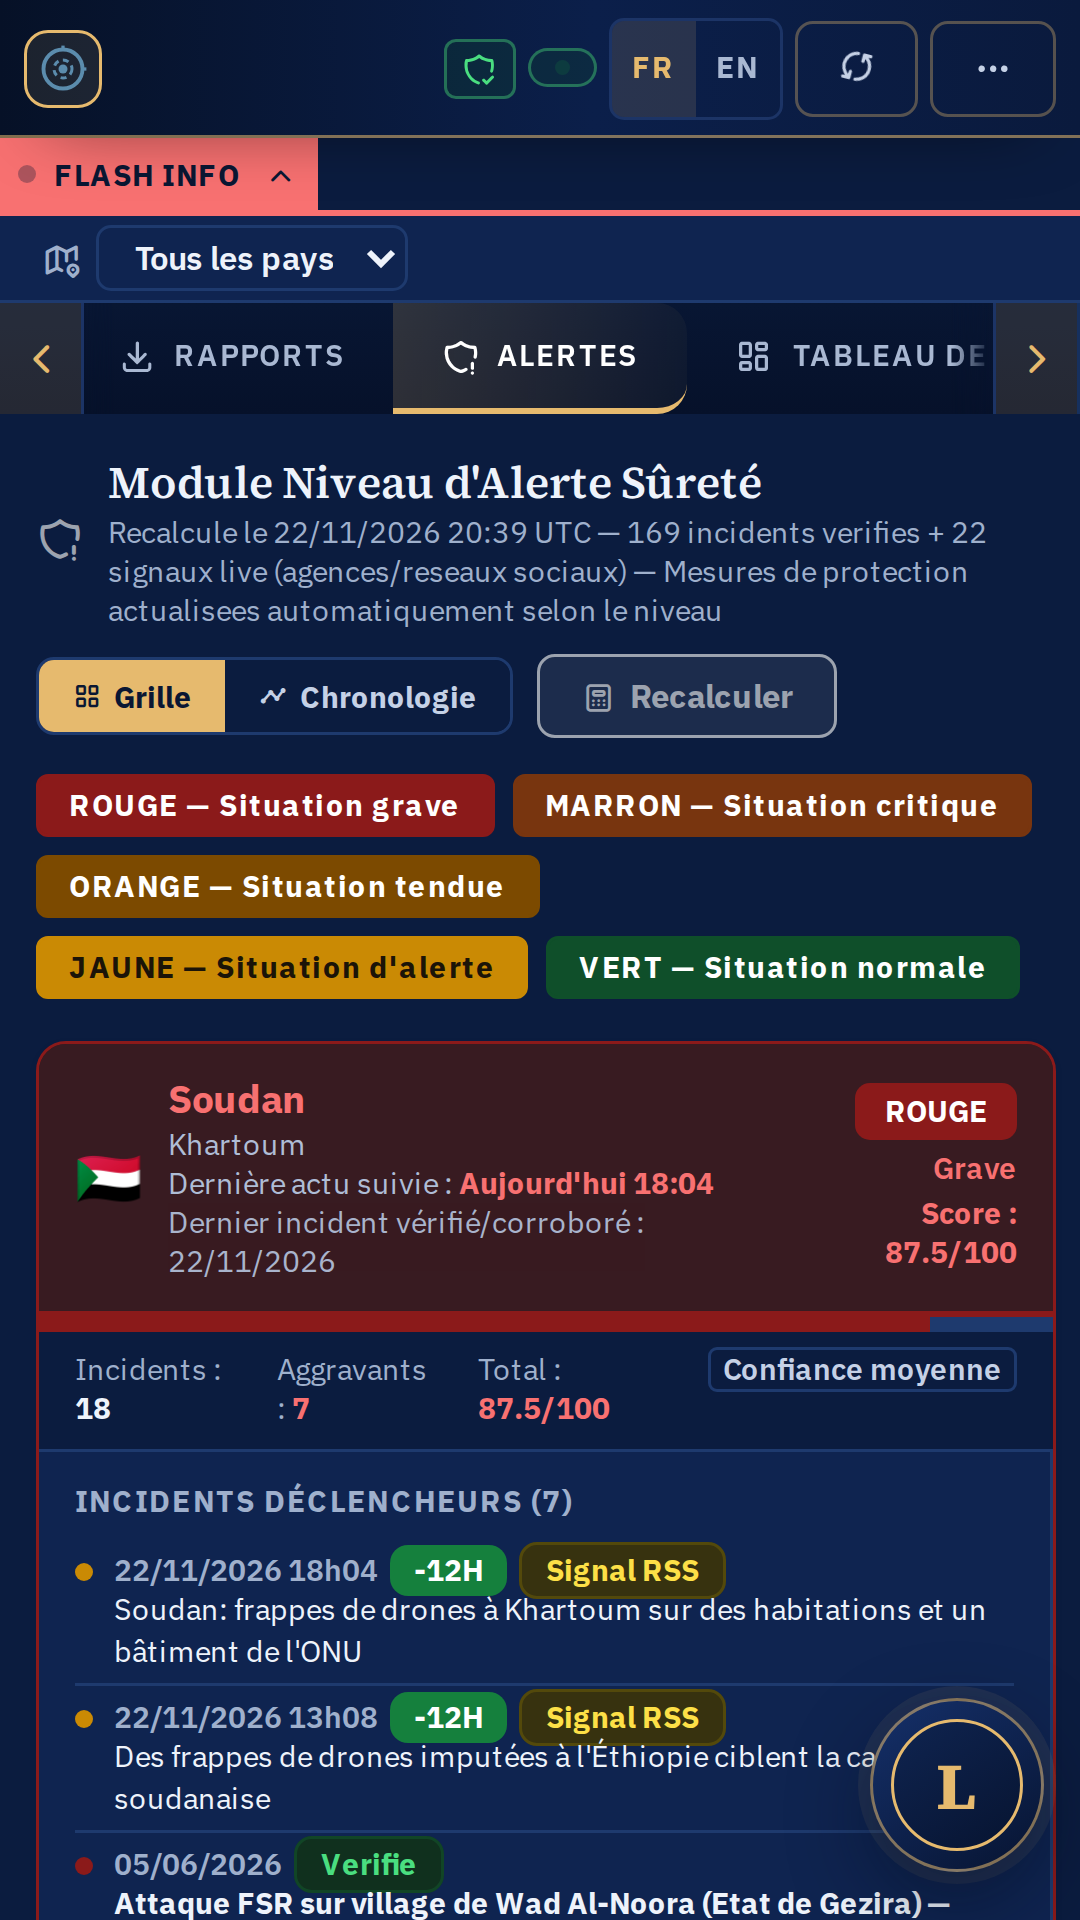 FR EN ...
FLASH INFO
Tous les pays
RAPPORTS ALERTES TABLEAU DE
Module Niveau d'Alerte Sûreté
Recalcule le 22/11/2026 20:39 UTC — 169 incidents verifies + 22
signaux live (agences/reseaux sociaux) — Mesures de protection
actualisees automatiquement selon le niveau
Grille Chronologie Recalculer
ROUGE — Situation grave MARRON — Situation critique
ORANGE — Situation tendue
JAUNE — Situation d'alerte VERT — Situation normale
Soudan
Khartoum
Dernière actu suivie : Aujourd'hui 18:04
Dernier incident vérifié/corroboré :
22/11/2026
ROUGE
Grave
Score :
87.5/100
Incidents :
18
Aggravants
: 7
Total :
87.5/100
Confiance moyenne
INCIDENTS DÉCLENCHEURS (7)
22/11/2026 18h04 -12H Signal RSS
Soudan: frappes de drones à Khartoum sur des habitations et un
bâtiment de l'ONU
22/11/2026 13h08 -12H Signal RSS
Des frappes de drones imputées à l'Éthiopie ciblent la ca
soudanaise
L
05/06/2026 Verifie
Attaque FSR sur village de Wad Al-Noora (Etat de Gezira) —